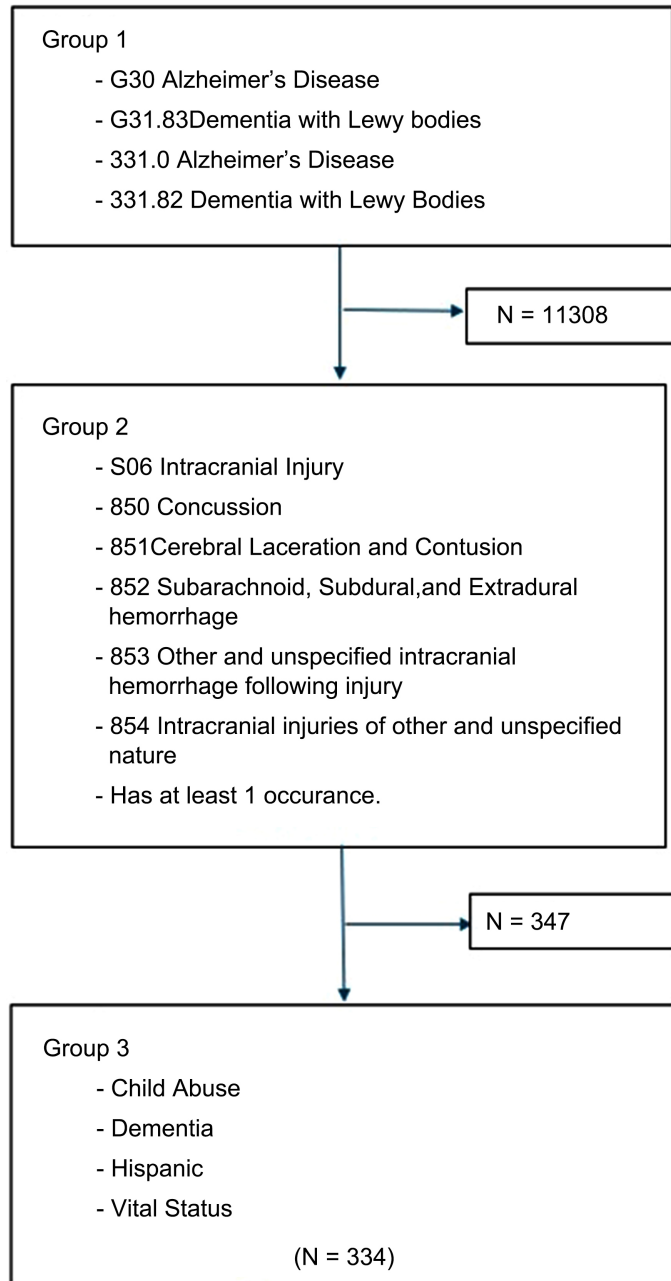 Group 1
- G30 Alzheimer's Disease
- G31.83Dementia with Lewy bodies
- 331.0 Alzheimer's Disease
- 331.82 Dementia with Lewy Bodies
N = 11308
Group 2
- S06 Intracranial Injury
- 850 Concussion
- 851Cerebral Laceration and Contusion
- 852 Subarachnoid, Subdural,and Extradural
hemorrhage
- 853 Other and unspecified intracranial
hemorrhage following injury
- 854 Intracranial injuries of other and unspecified
nature
- Has at least 1 occurance.
N = 347
Group 3
- Child Abuse
- Dementia
- Hispanic
- Vital Status
(N = 334)